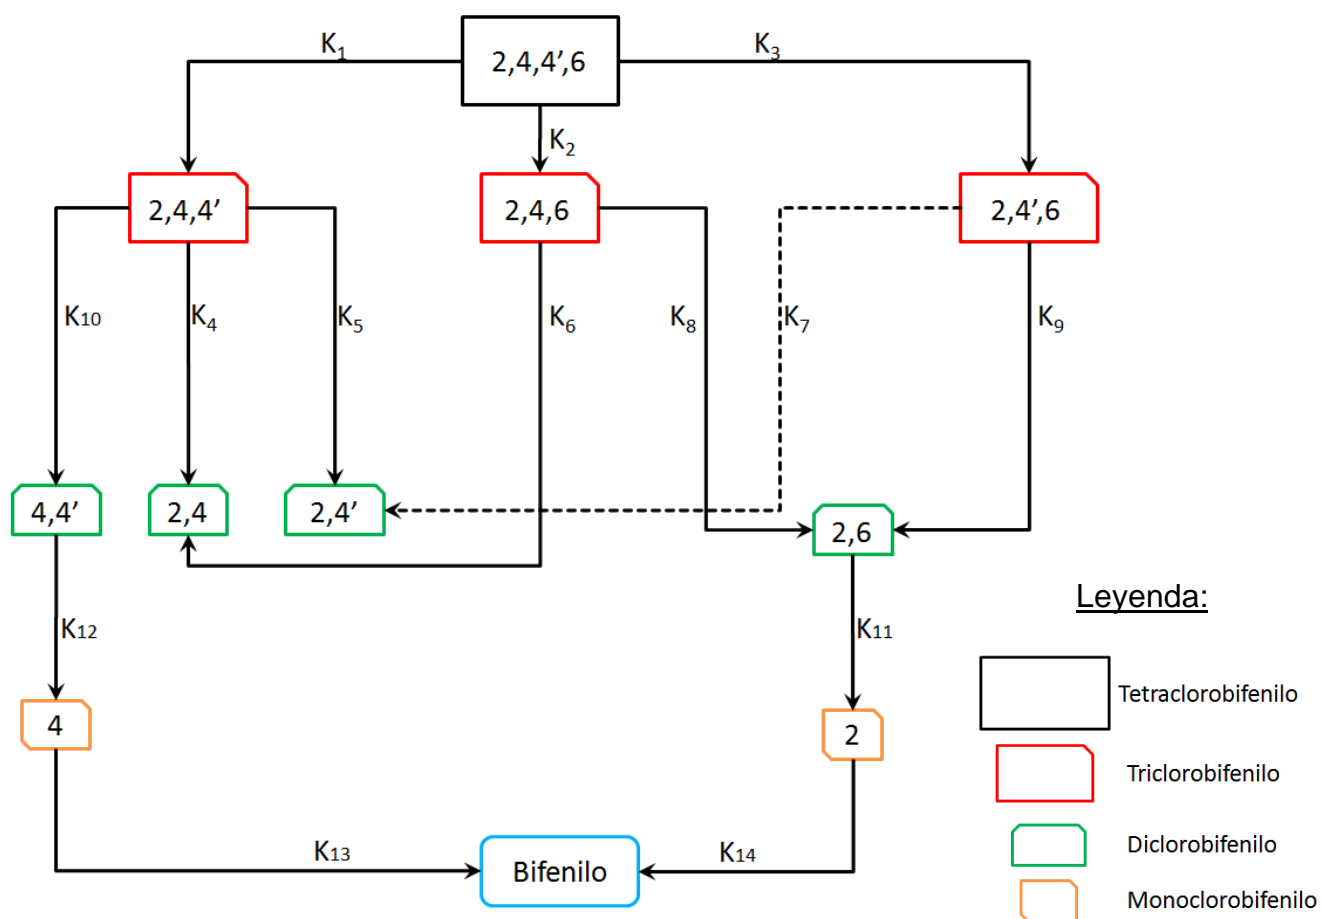 K1
2,4,4’,6
K3
K2
2,4,4’
2,4,6
2,4’,6
K10
K4
K5
K6
K8
K7
K9
4,4’
2,4
2,4’
2,6
Leyenda:
K12
K11
Tetraclorobifenilo
4
2
Triclorobifenilo
K13
K14
Bifenilo
Diclorobifenilo
Monoclorobifenilo